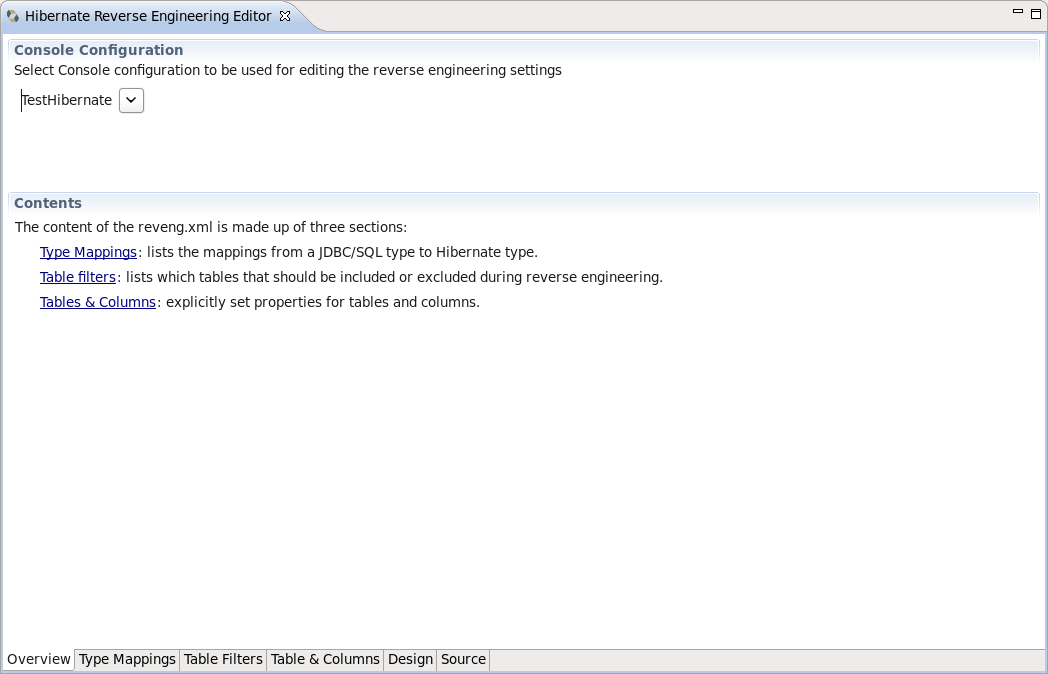 Hibernate Reverse Engineering Editor
Console Configuration
Select Console configuration to be used for editing the reverse engineering settings
TestHibernate
Contents
The content of the reveng.xml is made up of three sections:
Type Mappings: lists the mappings from a JDBC/SQL type to Hibernate type.
Table filters: lists which tables that should be included or excluded during reverse engineering.
Tables & Columns: explicitly set properties for tables and columns.
Overview Type Mappings Table Filters Table & Columns Design Source